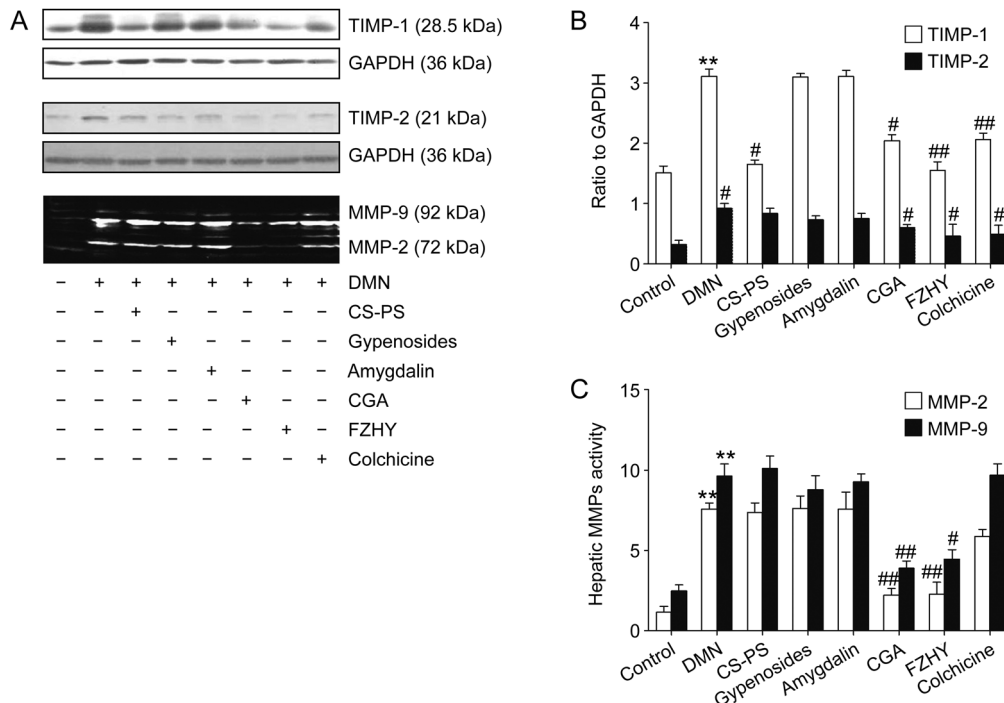 A
TIMP-1 (28.5 kDa)
GAPDH (36 kDa)
TIMP-2 (21 kDa)
GAPDH (36 kDa)
MMP-9 (92 kDa)
MMP-2 (72 kDa)
– + + + + + + + DMN
– – + – – – – – CS-PS
– – – + – – – – Gypenosides
– – – – + – – – Amygdalin
– – – – – + – – CGA
– – – – – – + – FZHY
– – – – – – – + Colchicine
B
TIMP-1
TIMP-2
Ratio to GAPDH
4
3
2
1
0
**
#
#
#
#
##
#
##
#
Control
DMN
CS-PS
Gypenosides
Amygdalin
CGA
FZHY
Colchicine
C
MMP-2
MMP-9
Hepatic MMPs activity
15
10
5
0
**
**
##
##
##
#
Control
DMN
CS-PS
Gypenosides
Amygdalin
CGA
FZHY
Colchicine